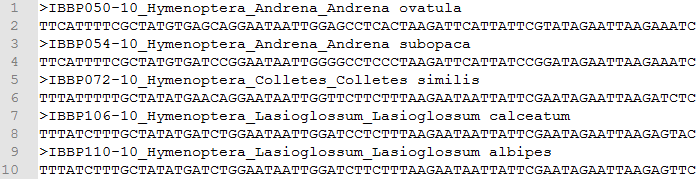 1 >IBBP050-10_Hymenoptera_Andrena_Andrena ovatula
2 TTCATTTTCGCTATGTGAGCAGGAATAATTGGAGCCTCACTAAGATTCATTATTCGTATAGAATTAAGAAATC
3 >IBBP054-10_Hymenoptera_Andrena_Andrena subopaca
4 TTCATTTTCGCTATGTGATCCGGAATAATTGGGGCCTCCCTAAGATTCATTATCCGGATAGAATTAAGAAATC
5 >IBBP072-10_Hymenoptera_Colletes_Colletes similis
6 TTTATTTTTGCTATATGAACAGGAATAATTGGTTCTTCTTTAAGAATAATTATTCGAATAGAATTAAGATCTC
7 >IBBP106-10_Hymenoptera_Lasioglossum_Lasioglossum calceatum
8 TTTATCTTTGCTATATGATCTGGAATAATTGGATCCTCTTTAAGAATAATTATTCGAATAGAATTAAGAGTAC
9 >IBBP110-10_Hymenoptera_Lasioglossum_Lasioglossum albipes
10 TTTATCTTTGCTATATGATCTGGAATAATTGGATCTTCTTTAAGAATAATTATTCGAATAGAATTAAGAGTTC